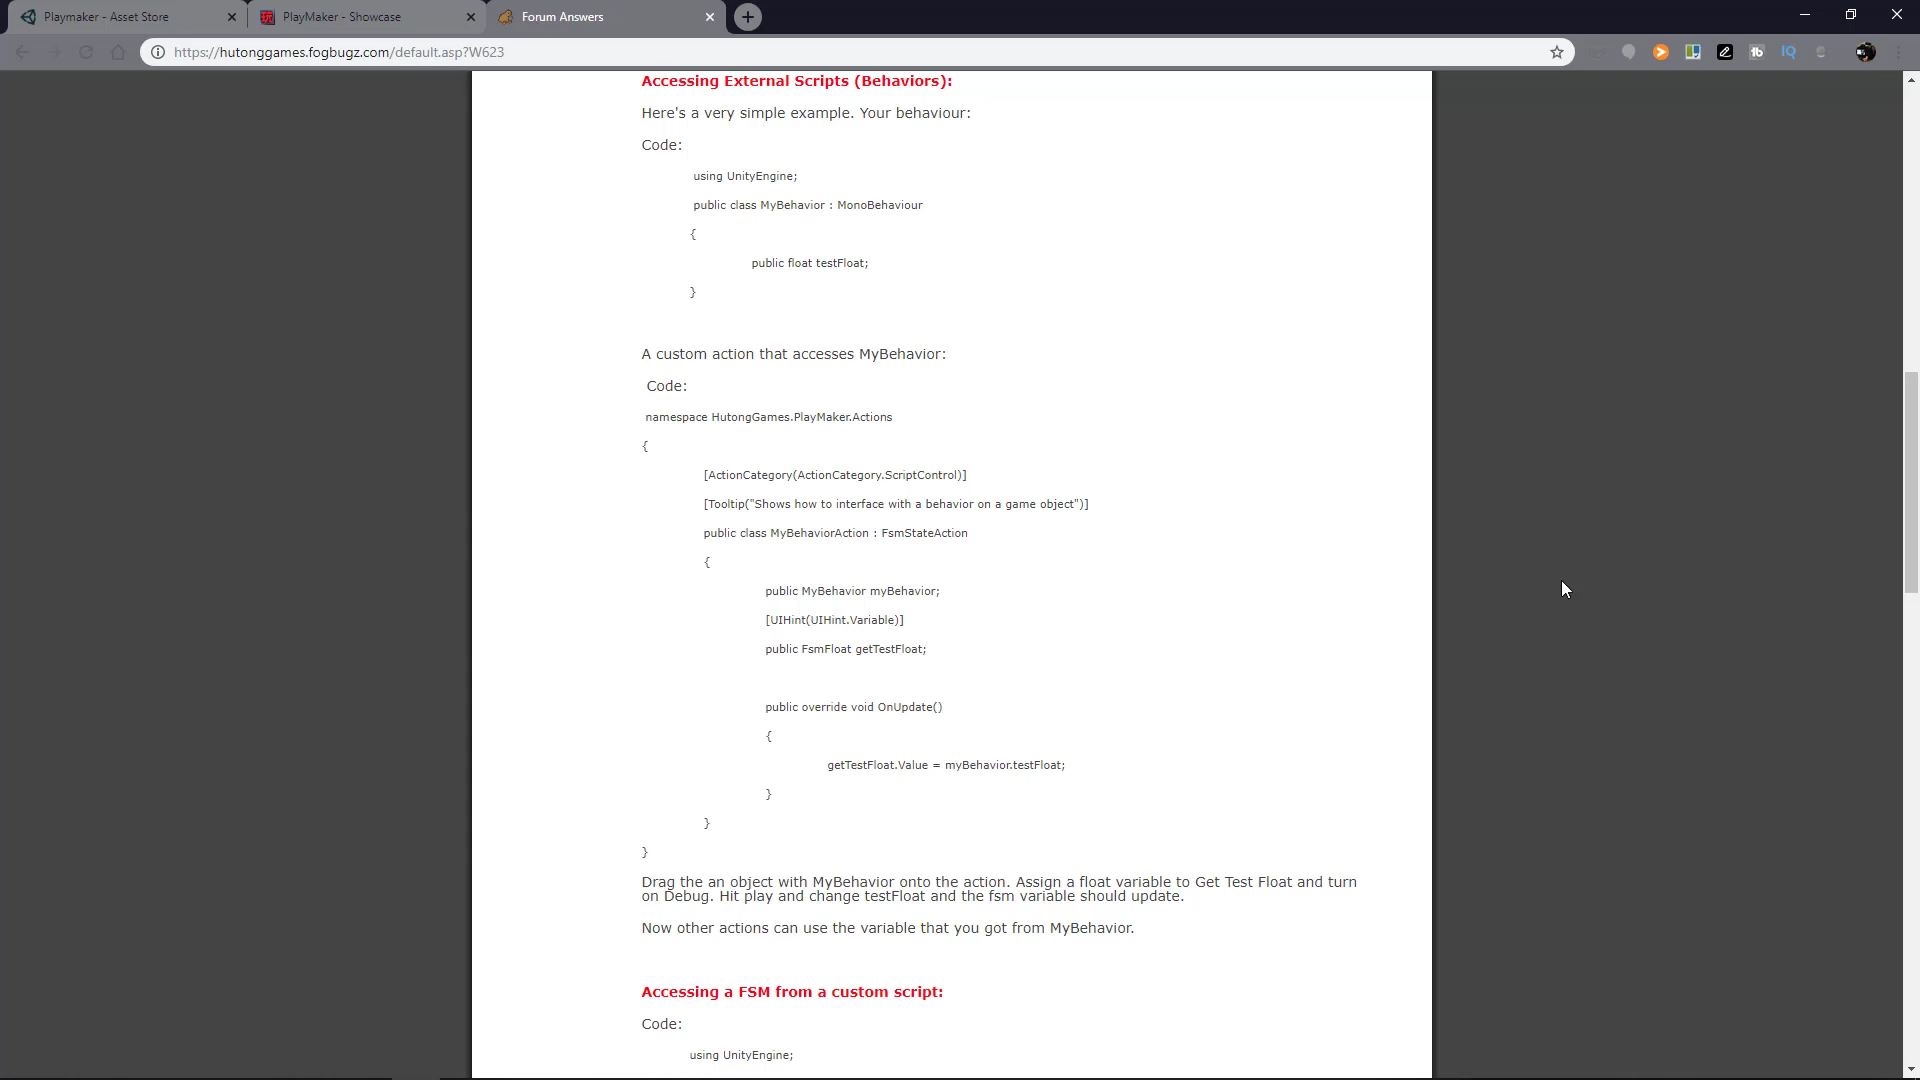 Playmaker - Asset Store
PlayMaker - Showcase
Forum Answers
https://hutonggames.fogbugz.com/default.asp?W623
Accessing External Scripts (Behaviors):
Here's a very simple example. Your behaviour:
Code:
using UnityEngine;
public class MyBehavior : MonoBehaviour
{
public float testFloat;
}
A custom action that accesses MyBehavior:
Code:
namespace HutongGames.PlayMaker.Actions
{
[ActionCategory(ActionCategory.ScriptControl)]
[Tooltip("Shows how to interface with a behavior on a game object")]
public class MyBehaviorAction : FsmStateAction
{
public MyBehavior myBehavior;
[UIHint(UIHint.Variable)]
public FsmFloat getTestFloat;
public override void OnUpdate()
{
getTestFloat.Value = myBehavior.testFloat;
}
}
}
Drag the an object with MyBehavior onto the action. Assign a float variable to Get Test Float and turn
on Debug. Hit play and change testFloat and the fsm variable should update.
Now other actions can use the variable that you got from MyBehavior.
Accessing a FSM from a custom script:
Code:
using UnityEngine;